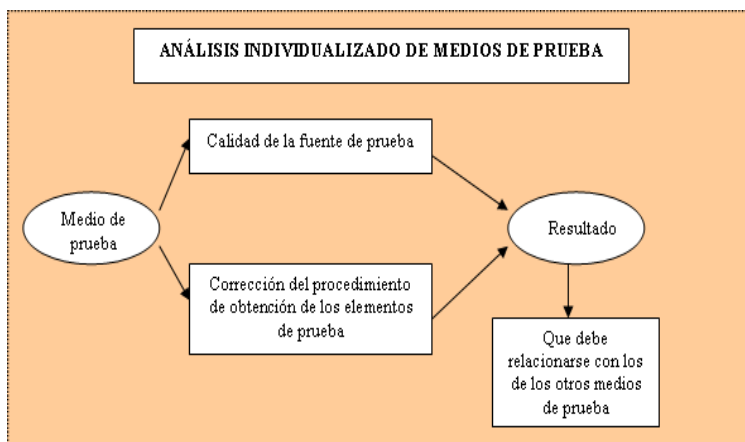 ANÁLISIS INDIVIDUALIZADO DE MEDIOS DE PRUEBA
Calidad de la fuente de prueba
Medio de
prueba
Resultado
Corrección del procedimiento
de obtención de los elementos
de prueba
Que debe
relacionarse con los
de los otros medios
de prueba